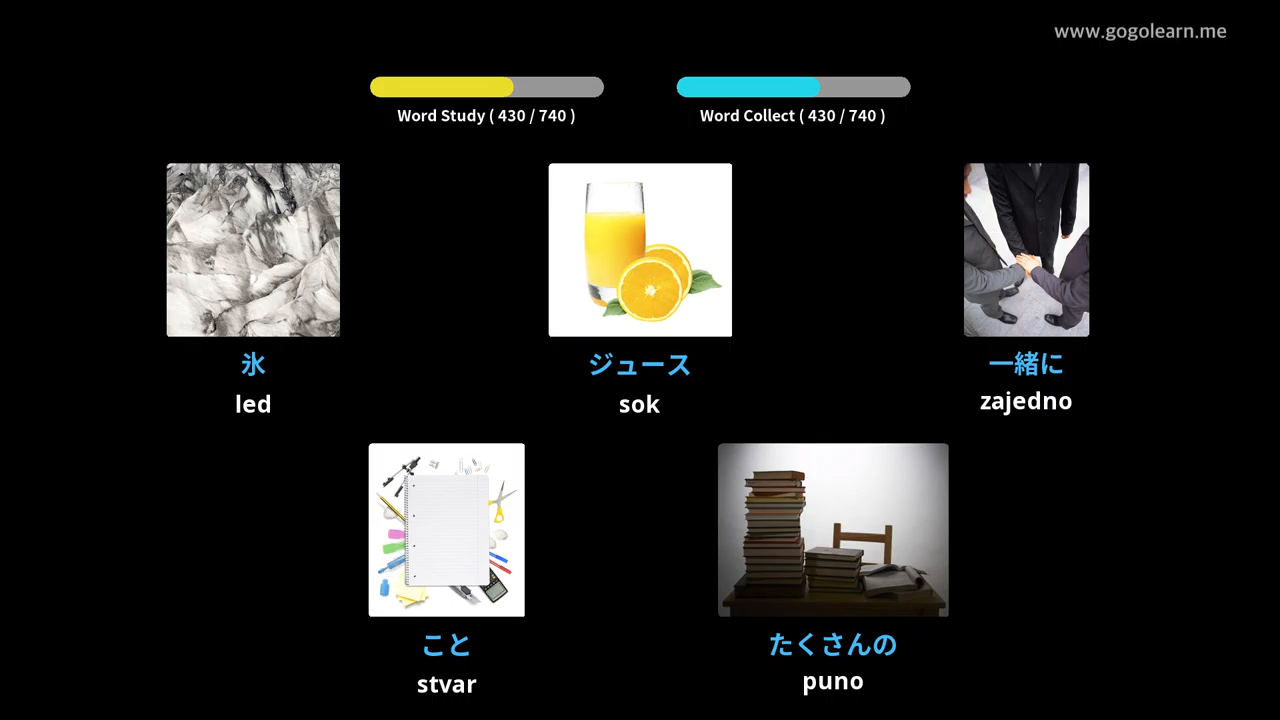 www.gogolearn.me
Word Study ( 430 / 740 )
Word Collect ( 430 / 740 )
氷
led
ジュース
sok
一緒に
zajedno
こと
stvar
たくさんの
puno